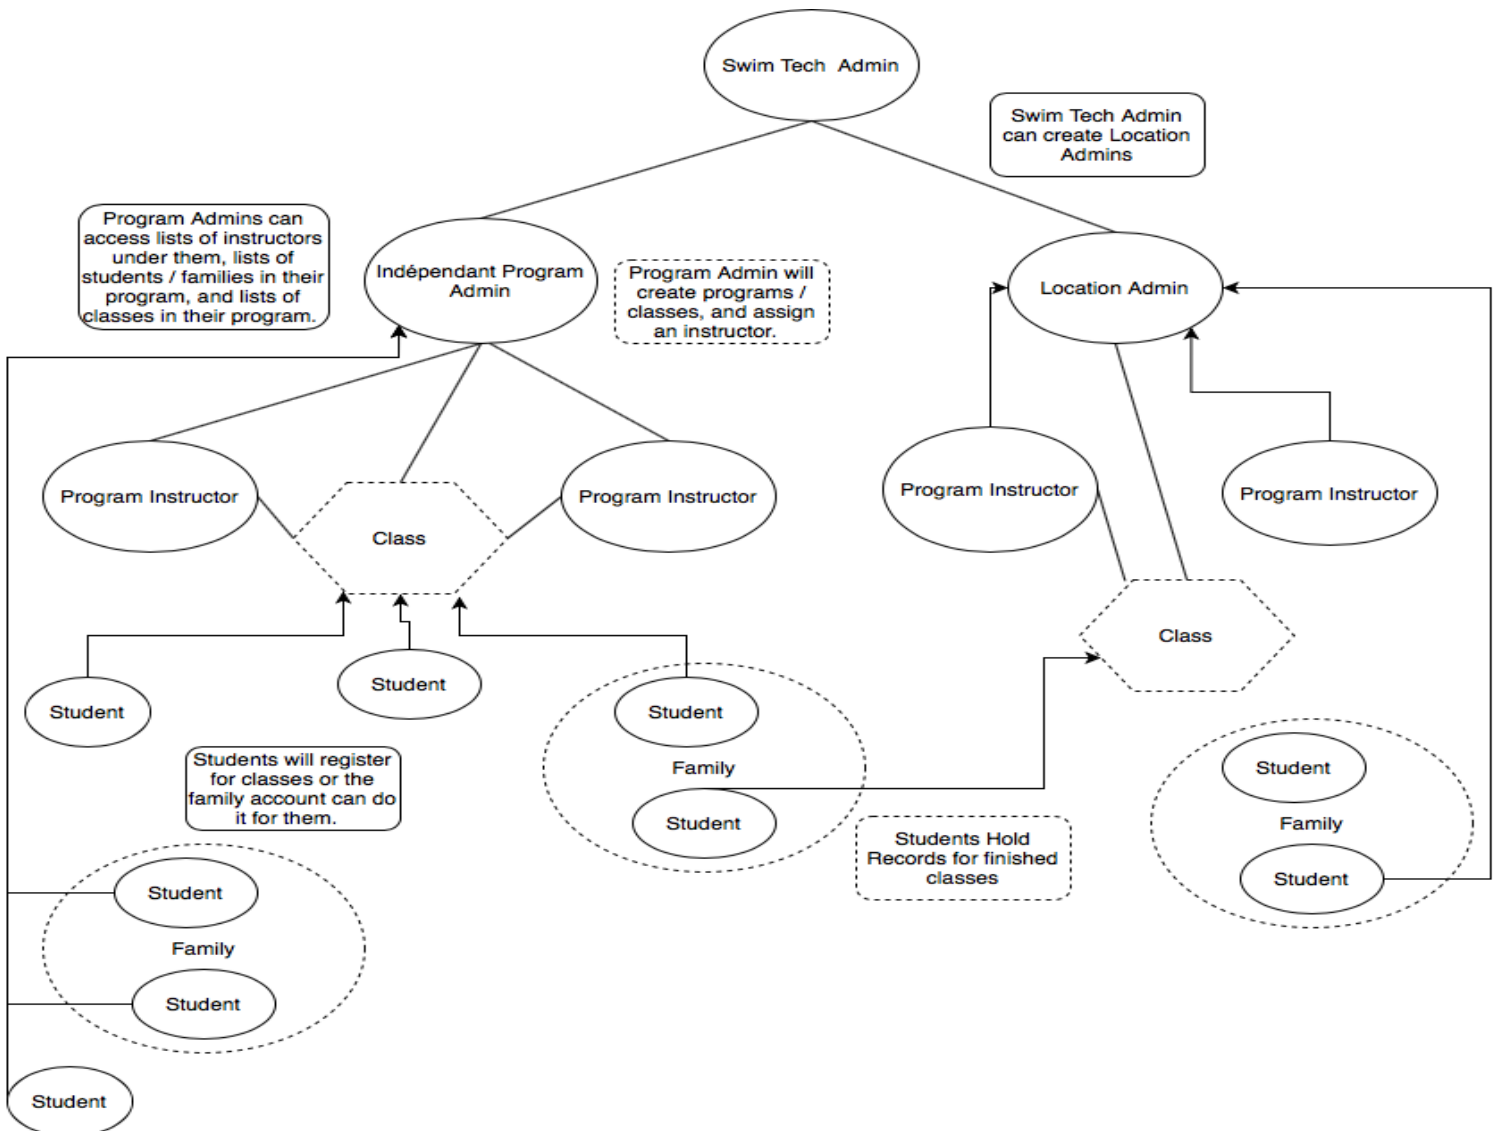 Swim Tech  Admin
Swim Tech Admin
can create Location
Admins
Program Admins can
access lists of instructors
under them, lists of
students / families in their
program, and lists of
classes in their program.
Indépendant Program
Admin
Program Admin will
create programs /
classes, and assign
an instructor.
Location Admin
Program Instructor
Class
Program Instructor
Program Instructor
Program Instructor
Class
Student
Student
Student
Family
Student
Students will register
for classes or the
family account can do
it for them.
Students Hold
Records for finished
classes
Student
Family
Student
Student
Family
Student
Student